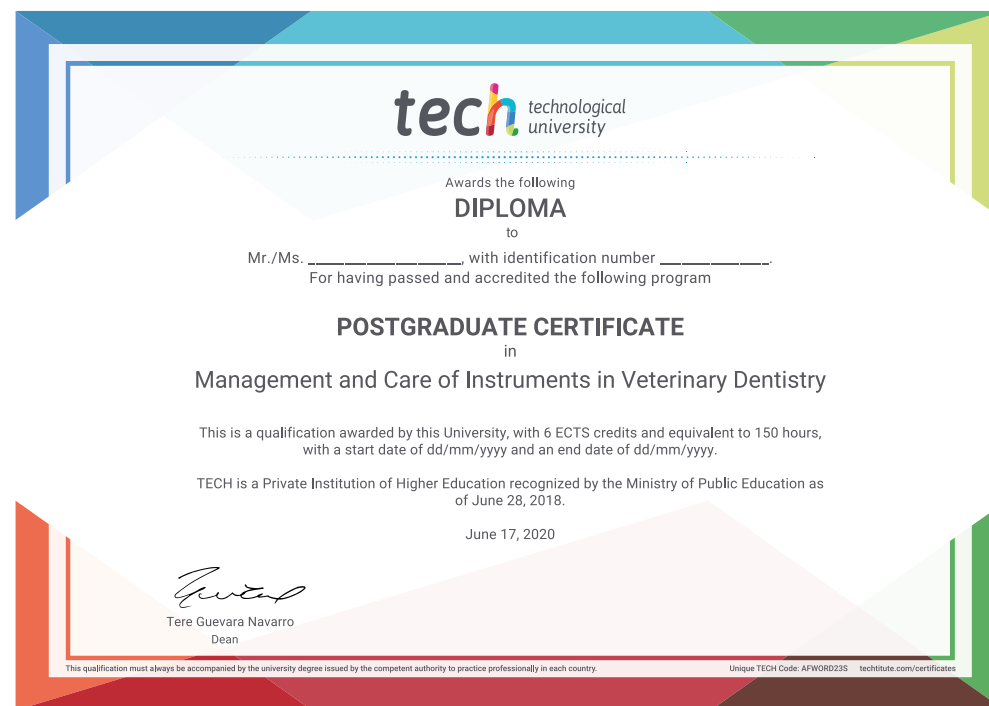 tech technological
university
Awards the following
DIPLOMA
to
Mr./Ms. ____________________, with identification number ______________.
For having passed and accredited the following program
POSTGRADUATE CERTIFICATE
in
Management and Care of Instruments in Veterinary Dentistry
This is a qualification awarded by this University, with 6 ECTS credits and equivalent to 150 hours,
with a start date of dd/mm/yyyy and an end date of dd/mm/yyyy.
TECH is a Private Institution of Higher Education recognized by the Ministry of Public Education as
of June 28, 2018.
June 17, 2020
Tere Guevara Navarro
Dean
This qualification must always be accompanied by the university degree issued by the competent authority to practice professionally in each country. Unique TECH Code: AFWORD23S techtitute.com/certificates